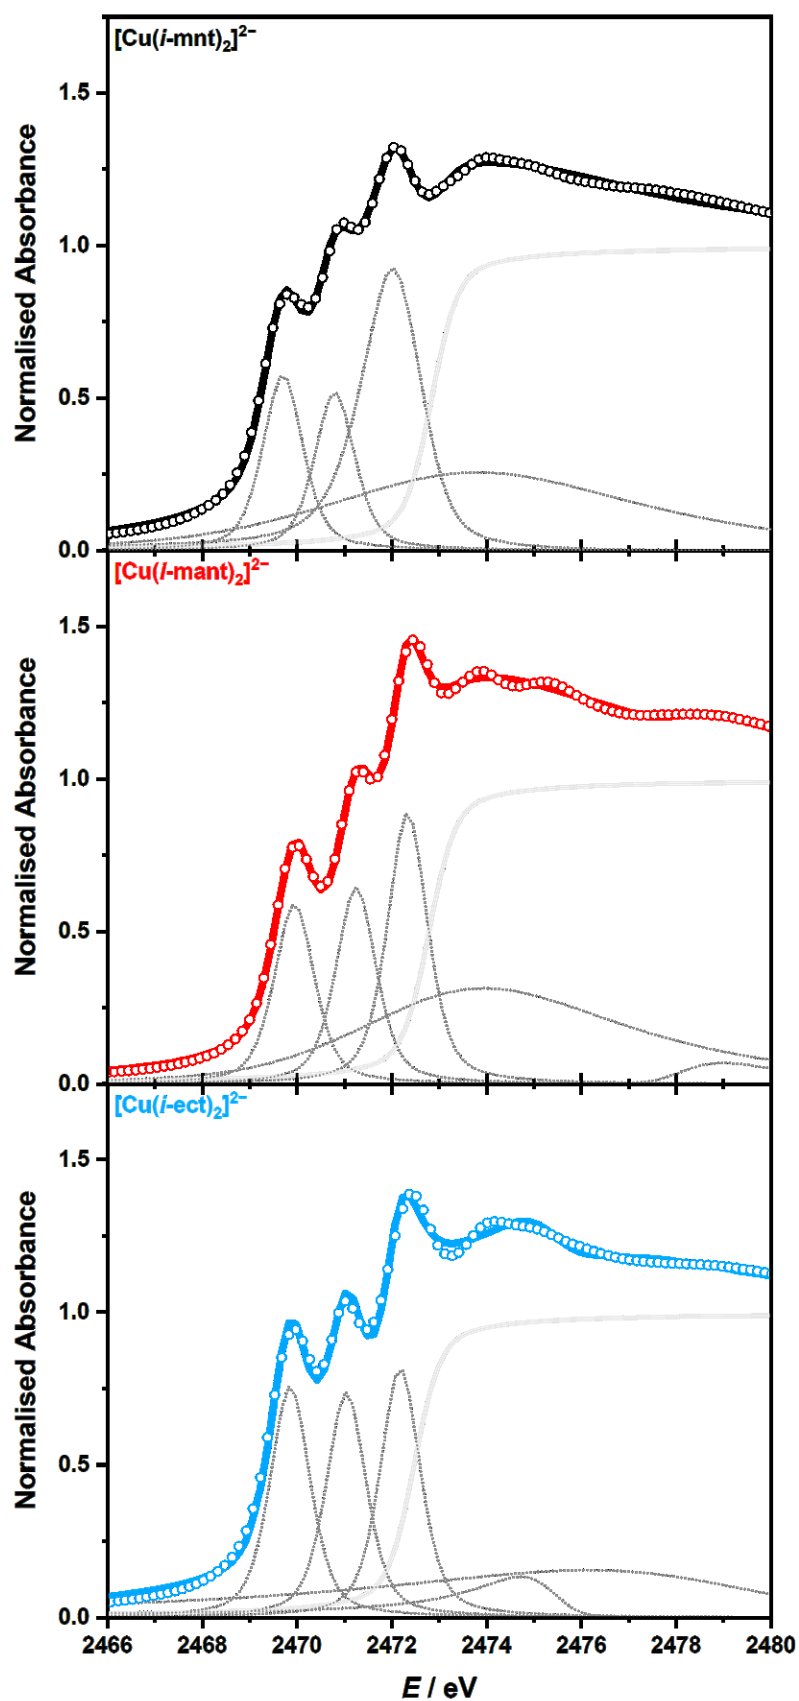 [Cu(i-mnt)₂]²⁻
1.5
1.0
0.5
0.0
Normalised Absorbance
[Cu(i-mant)₂]²⁻
1.5
1.0
0.5
0.0
Normalised Absorbance
[Cu(i-ect)₂]²⁻
1.5
1.0
0.5
0.0
Normalised Absorbance
2466 2468 2470 2472 2474 2476 2478 2480
E / eV